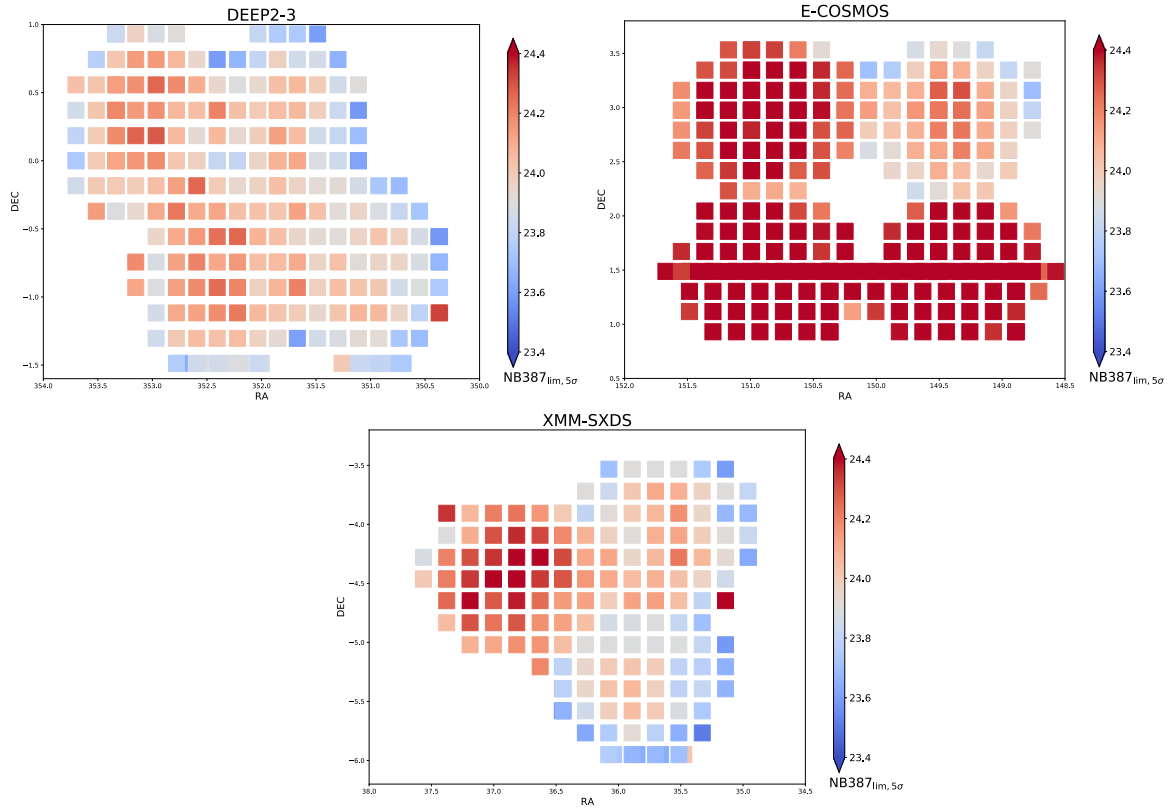 DEEP2-3
1.0
0.5
0.0
−0.5
−1.0
−1.5
DEC
354.0 353.5 353.0 352.5 352.0 351.5 351.0 350.5 350.0
RA
24.4
24.2
24.0
23.8
23.6
23.4
NB387lim, 5σ
E-COSMOS
3.5
3.0
2.5
2.0
1.5
1.0
0.5
DEC
152.0 151.5 151.0 150.5 150.0 149.5 149.0 148.5
RA
24.4
24.2
24.0
23.8
23.6
23.4
NB387lim, 5σ
XMM-SXDS
−3.5
−4.0
−4.5
−5.0
−5.5
−6.0
DEC
38.0 37.5 37.0 36.5 36.0 35.5 35.0 34.5
RA
24.4
24.2
24.0
23.8
23.6
23.4
NB387lim, 5σ